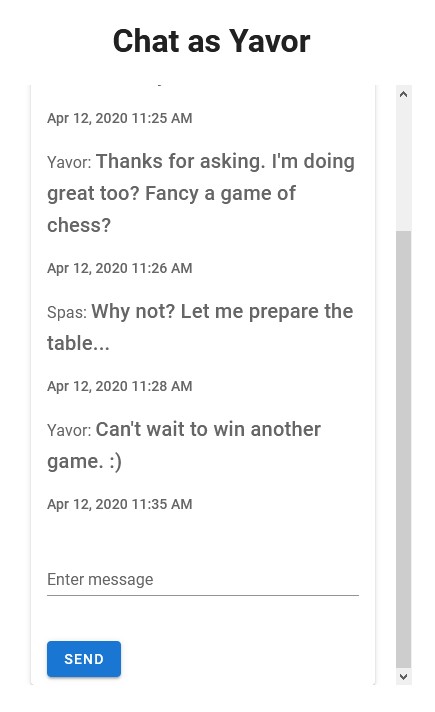 Chat as Yavor
Apr 12, 2020 11:25 AM
Yavor: Thanks for asking. I'm doing
great too? Fancy a game of
chess?
Apr 12, 2020 11:26 AM
Spas: Why not? Let me prepare the
table...
Apr 12, 2020 11:28 AM
Yavor: Can't wait to win another
game. :)
Apr 12, 2020 11:35 AM
Enter message
SEND